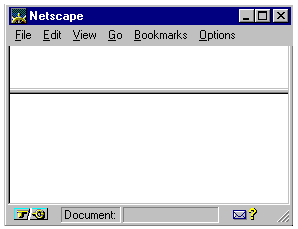 Netscape
File Edit View Go Bookmarks Options
Document: ?